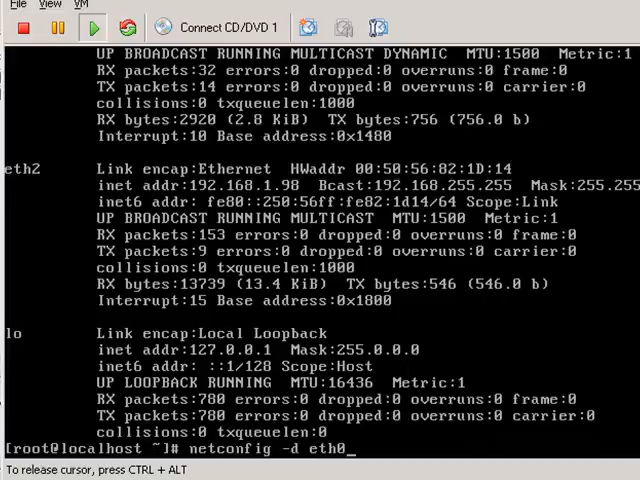 File View VM
Connect CD/DVD 1
UP BROADCAST RUNNING MULTICAST DYNAMIC  MTU:1500  Metric:1
RX packets:32 errors:0 dropped:0 overruns:0 frame:0
TX packets:14 errors:0 dropped:0 overruns:0 carrier:0
collisions:0 txqueuelen:1000
RX bytes:2920 (2.8 KiB)  TX bytes:756 (756.0 b)
Interrupt:10 Base address:0x1480
eth2 Link encap:Ethernet  HWaddr 00:50:56:82:1D:14
inet addr:192.168.1.98  Bcast:192.168.255.255  Mask:255.255
inet6 addr: fe80::250:56ff:fe82:1d14/64 Scope:Link
UP BROADCAST RUNNING MULTICAST  MTU:1500  Metric:1
RX packets:153 errors:0 dropped:0 overruns:0 frame:0
TX packets:9 errors:0 dropped:0 overruns:0 carrier:0
collisions:0 txqueuelen:1000
RX bytes:13739 (13.4 KiB)  TX bytes:546 (546.0 b)
Interrupt:15 Base address:0x1800
lo Link encap:Local Loopback
inet addr:127.0.0.1  Mask:255.0.0.0
inet6 addr: ::1/128 Scope:Host
UP LOOPBACK RUNNING  MTU:16436  Metric:1
RX packets:780 errors:0 dropped:0 overruns:0 frame:0
TX packets:780 errors:0 dropped:0 overruns:0 carrier:0
collisions:0 txqueuelen:0
[root@localhost ~]# netconfig -d eth0_
To release cursor, press CTRL + ALT